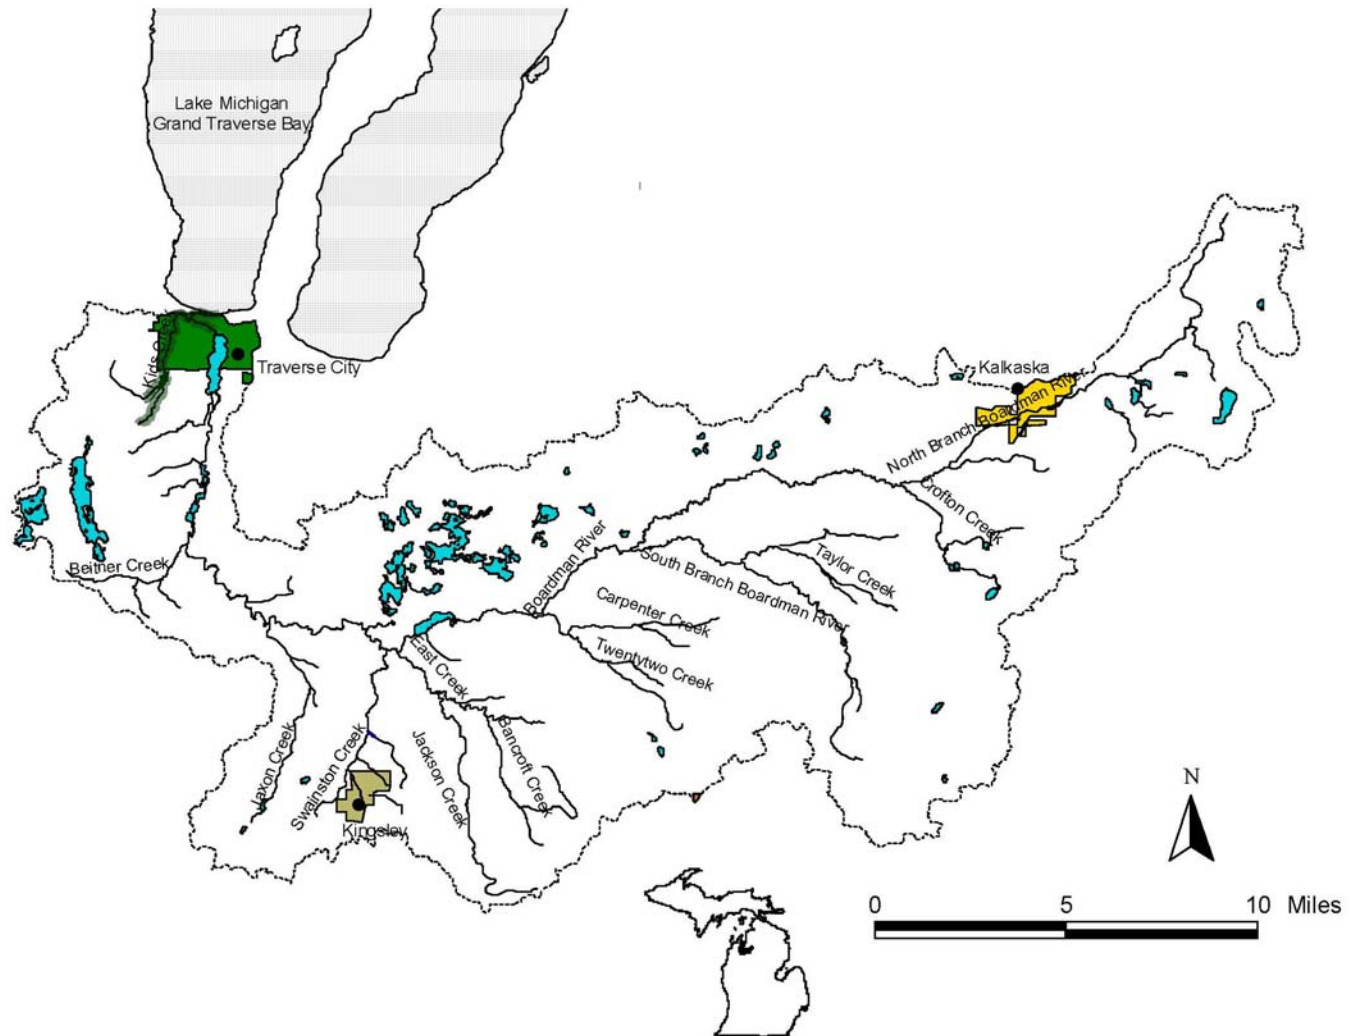 Lake Michigan
Grand Traverse Bay
Traverse City
Kalkaska
North Branch Boardman River
Crofton Creek
Beitner Creek
Boardman River
South Branch Boardman River
Taylor Creek
Carpenter Creek
Twentytwo Creek
East Creek
Jaxon Creek
Swainston Creek
Jackson Creek
Bancroft Creek
Kingsley
N
0 5 10 Miles